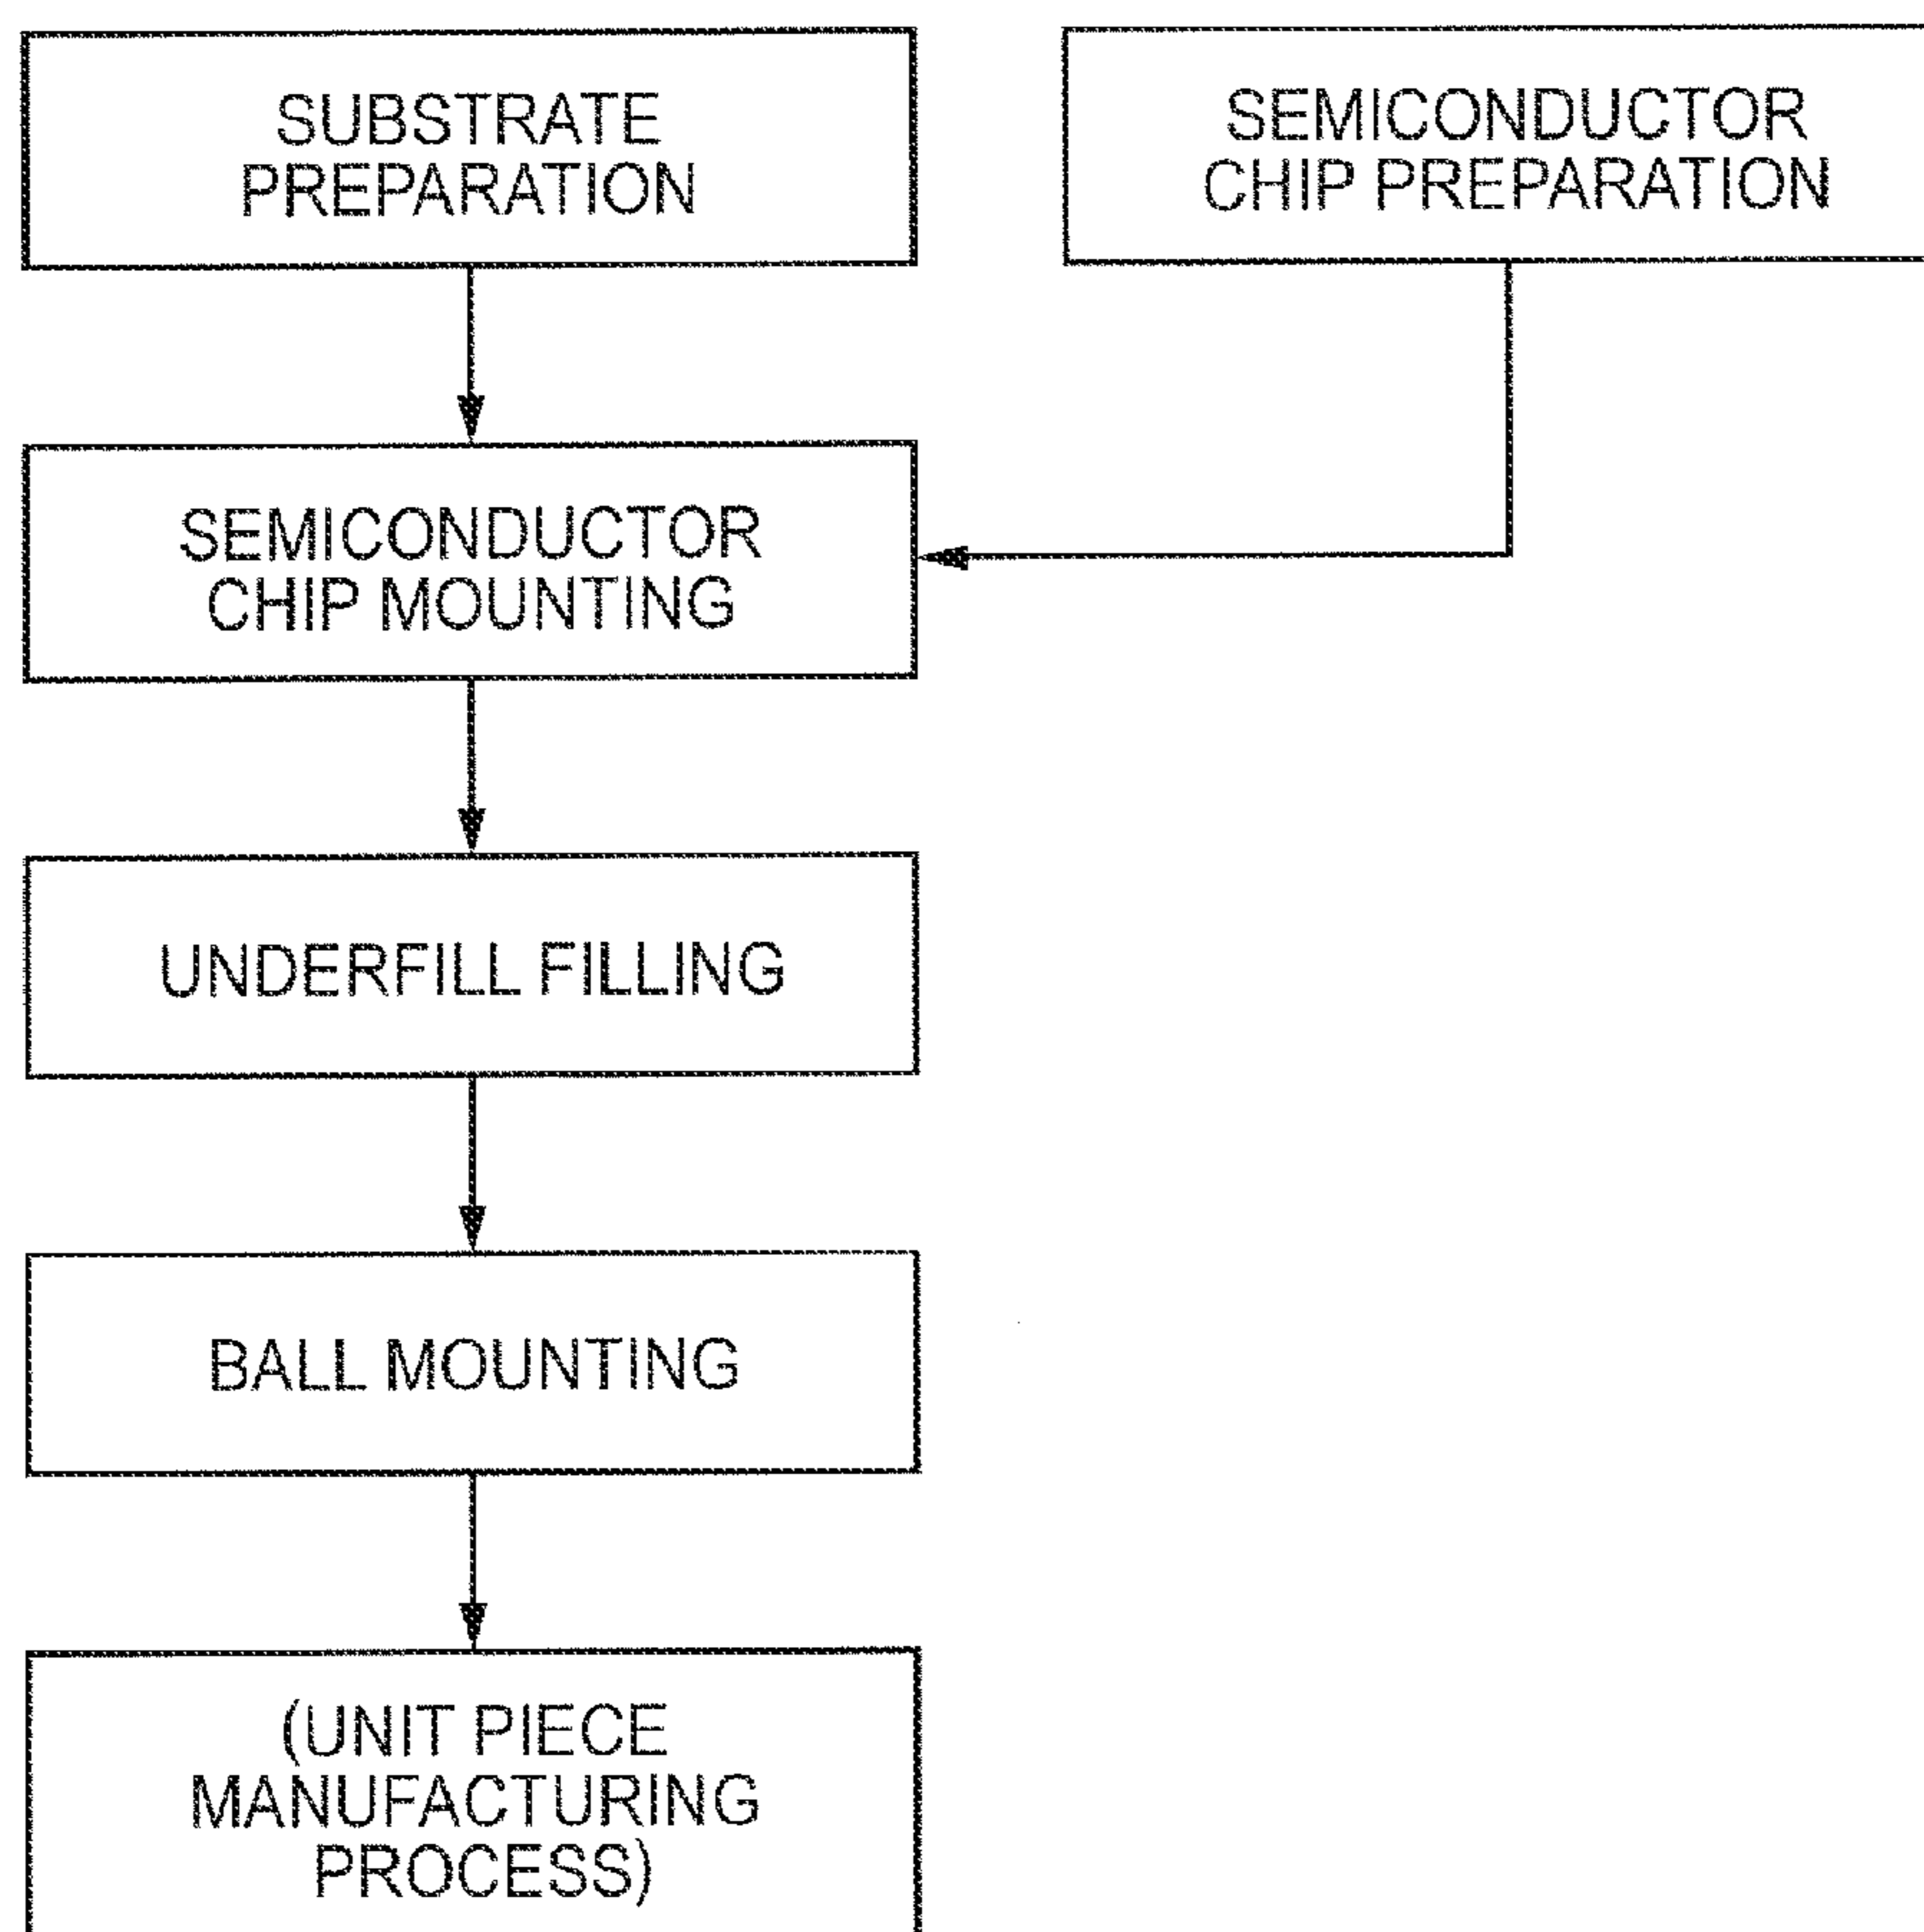 SUBSTRATE
PREPARATION
SEMICONDUCTOR
CHIP PREPARATION
SEMICONDUCTOR
CHIP MOUNTING
UNDERFILL FILLING
BALL MOUNTING
(UNIT PIECE
MANUFACTURING
PROCESS)